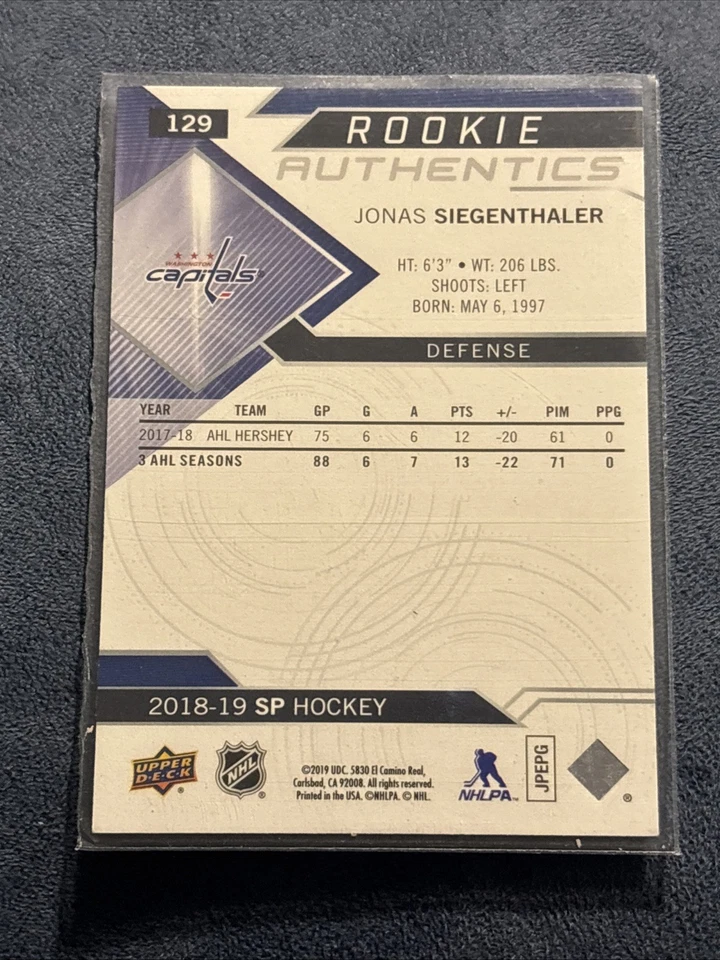 129
ROOKIE
AUTHENTICS
JONAS SIEGENTHALER
WASHINGTON
capitals
HT: 6'3" • WT: 206 LBS.
SHOOTS: LEFT
BORN: MAY 6, 1997
DEFENSE
YEAR TEAM GP G A PTS +/- PIM PPG
2017-18 AHL HERSHEY 75 6 6 12 -20 61 0
3 AHL SEASONS 88 6 7 13 -22 71 0
2018-19 SP HOCKEY
UPPER
D·E·C·K
®
NHL
®
©2019 UDC. 5830 El Camino Real,
Carlsbad, CA 92008. All rights reserved.
Printed in the USA. ©NHLPA. © NHL.
NHLPA™
JPEPG
®